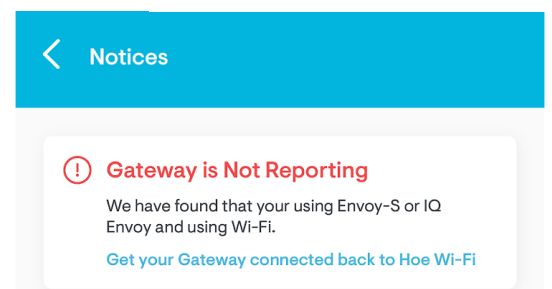 Notices
Gateway is Not Reporting
We have found that your using Envoy-S or IQ
Envoy and using Wi-Fi.
Get your Gateway connected back to Hoe Wi-Fi